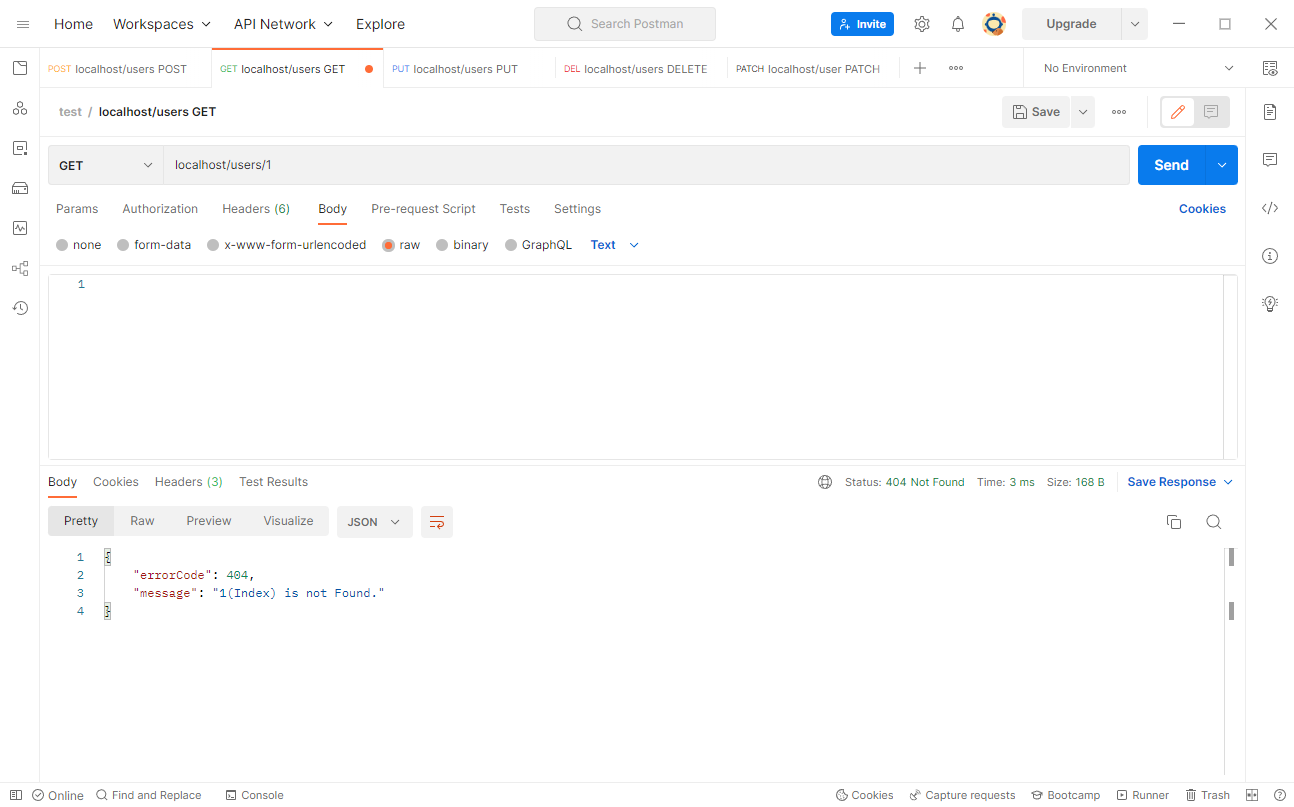 Home Workspaces API Network Explore Search Postman Invite Upgrade
POST localhost/users POST GET localhost/users GET PUT localhost/users PUT DEL localhost/users DELETE PATCH localhost/user PATCH No Environment
test / localhost/users GET Save
GET localhost/users/1 Send
Params Authorization Headers (6) Body Pre-request Script Tests Settings Cookies
none form-data x-www-form-urlencoded raw binary GraphQL Text
1
Body Cookies Headers (3) Test Results Status: 404 Not Found Time: 3 ms Size: 168 B Save Response
Pretty Raw Preview Visualize JSON
1 {
2 "errorCode": 404,
3 "message": "1(Index) is not Found."
4 }
Online Find and Replace Console Cookies Capture requests Bootcamp Runner Trash